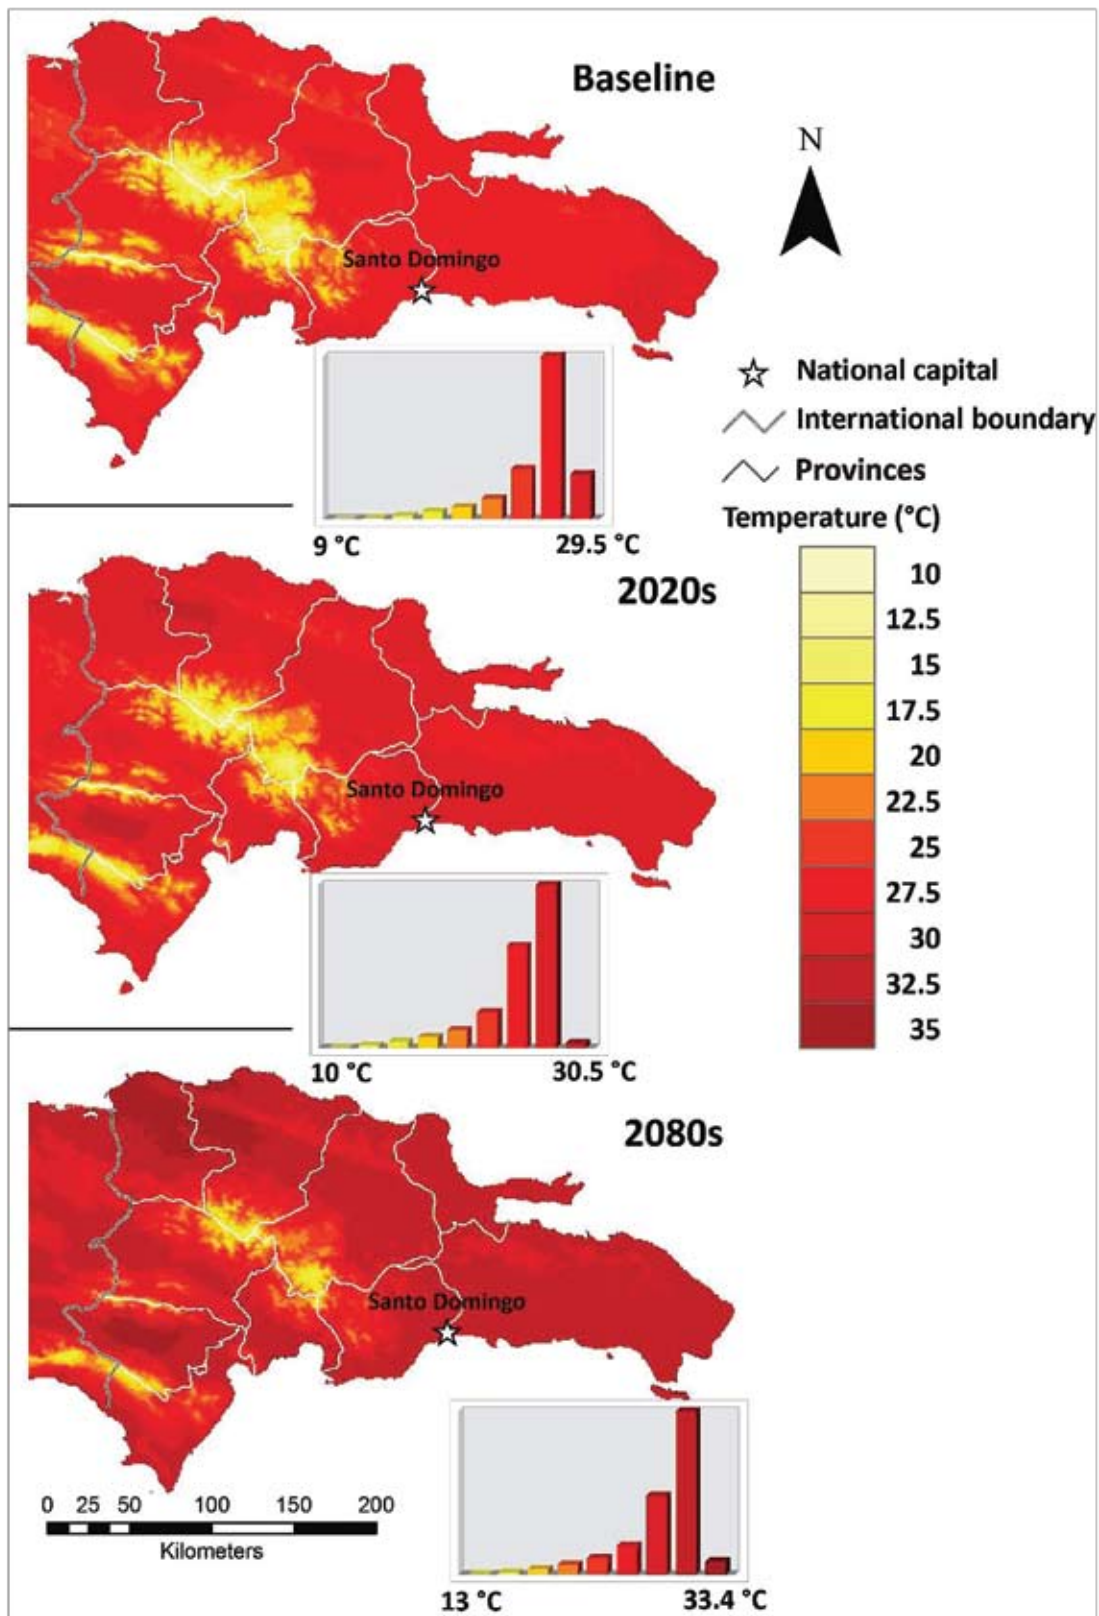 Baseline
N
Santo Domingo
National capital
International boundary
Provinces
Temperature (°C)
9 °C
29.5 °C
10
12.5
15
17.5
20
22.5
25
27.5
30
32.5
35
2020s
Santo Domingo
10 °C
30.5 °C
2080s
Santo Domingo
0 25 50 100 150 200
Kilometers
13 °C
33.4 °C